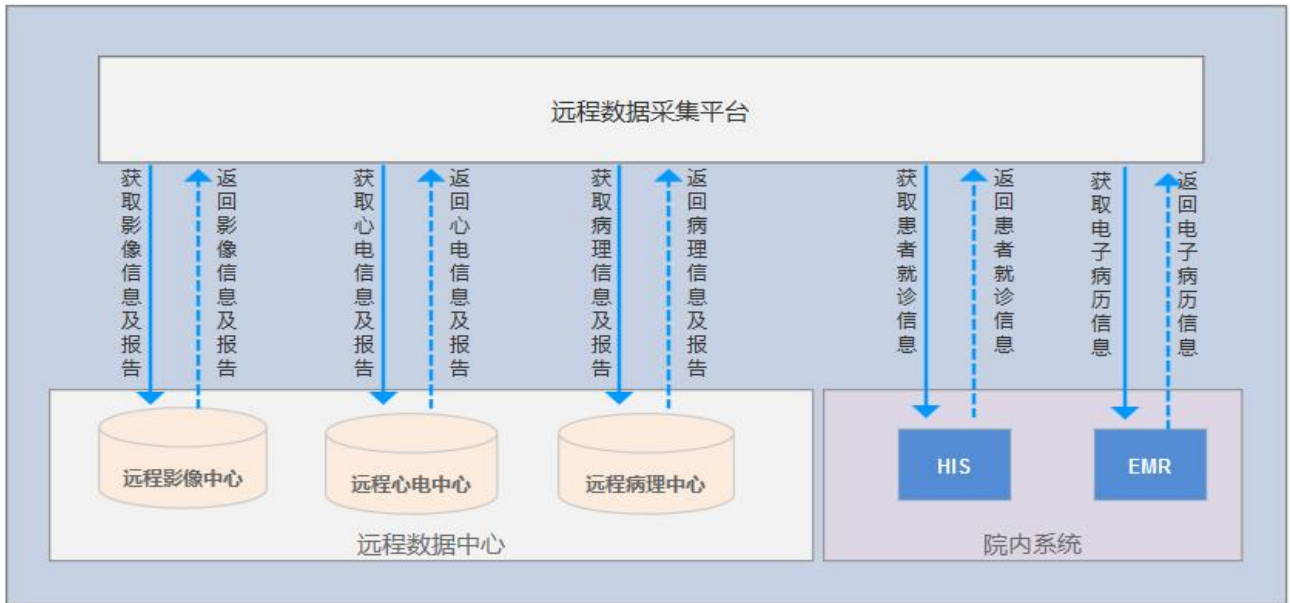 远程数据采集平台
获取影像信息及报告
返回影像信息及报告
获取心电信息及报告
返回心电信息及报告
获取病理信息及报告
返回病理信息及报告
获取患者就诊信息
返回患者就诊信息
获取电子病历信息
返回电子病历信息
远程影像中心
远程心电中心
远程病理中心
HIS
EMR
远程数据中心
院内系统